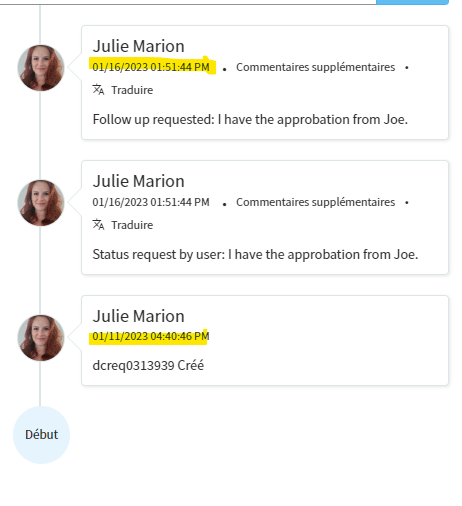 Julie Marion
01/16/2023 01:51:44 PM • Commentaires supplémentaires •
Traduire
Follow up requested: I have the approbation from Joe.
Julie Marion
01/16/2023 01:51:44 PM • Commentaires supplémentaires •
Traduire
Status request by user: I have the approbation from Joe.
Julie Marion
01/11/2023 04:40:46 PM
dcreq0313939 Créé
Début